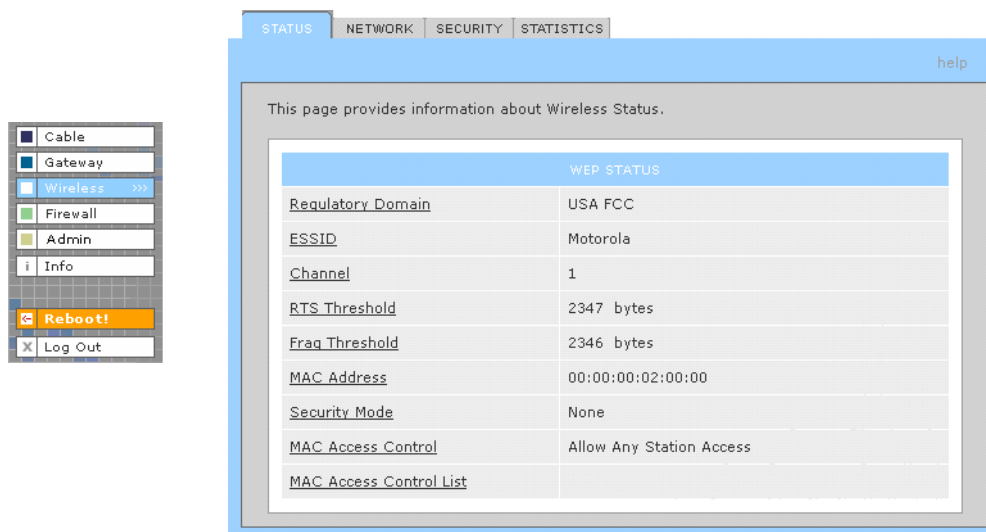 STATUS NETWORK SECURITY STATISTICS
help
This page provides information about Wireless Status.
Cable
Gateway
Wireless >>>
Firewall
Admin
i Info
Reboot!
X Log Out
WEP STATUS
Regulatory Domain USA FCC
ESSID Motorola
Channel 1
RTS Threshold 2347 bytes
Frag Threshold 2346 bytes
MAC Address 00:00:00:02:00:00
Security Mode None
MAC Access Control Allow Any Station Access
MAC Access Control List